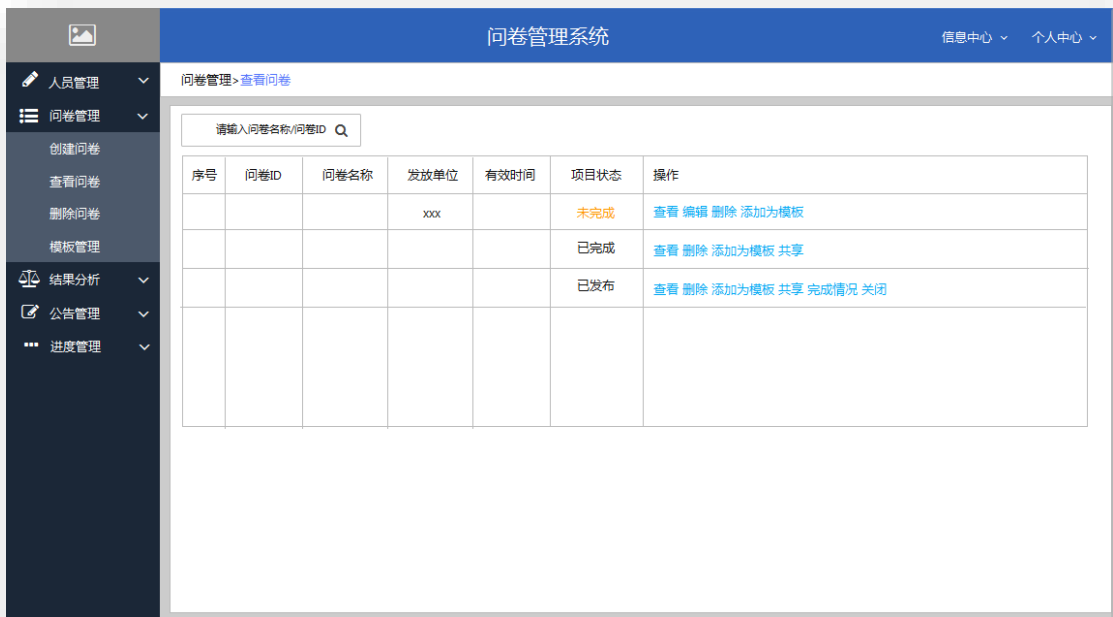 问卷管理系统
信息中心 个人中心
人员管理
问卷管理
创建问卷
查看问卷
删除问卷
模板管理
结果分析
公告管理
进度管理
问卷管理>查看问卷
请输入问卷名称/问卷ID
序号 问卷ID 问卷名称 发放单位 有效时间 项目状态 操作
xxx 未完成 查看 编辑 删除 添加为模板
已完成 查看 删除 添加为模板 共享
已发布 查看 删除 添加为模板 共享 完成情况 关闭